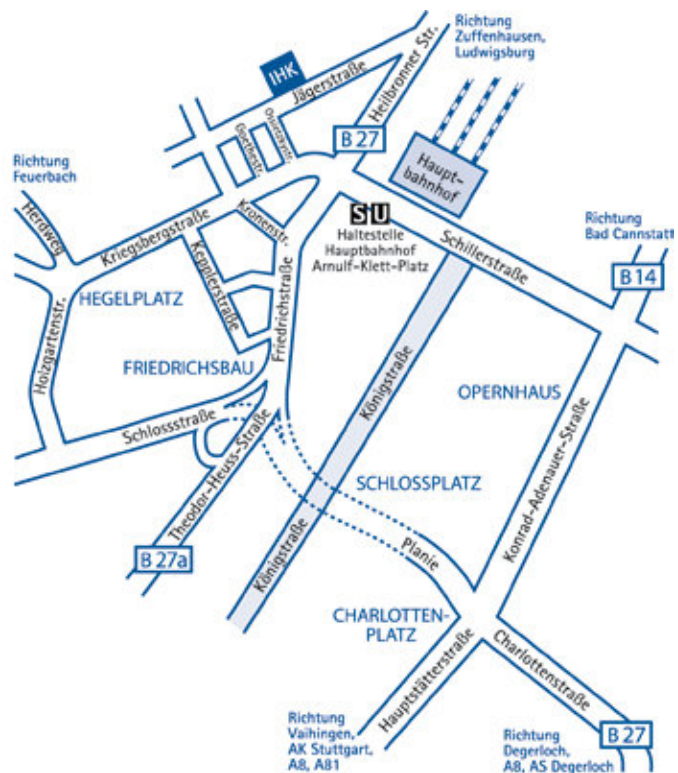 Richtung
Zuffenhausen,
Ludwigsburg
IHK
Jägerstraße
Heilbronner Str.
Goethestr.
B 27
Haupt-
bahnhof
Richtung
Feuerbach
Herdweg
Kriegsbergstraße
Kronenstr.
S U
Haltestelle
Hauptbahnhof
Arnulf-Klett-Platz
Schillerstraße
Richtung
Bad Cannstatt
B 14
HEGELPLATZ
Kepplerstraße
Friedrichstraße
Holzgartenstr.
FRIEDRICHSBAU
Königstraße
OPERNHAUS
Schlossstraße
Theodor-Heuss-Straße
SCHLOSSPLATZ
Konrad-Adenauer-Straße
B 27a
Königstraße
Planie
CHARLOTTEN-
PLATZ
Hauptstätterstraße
Charlottenstraße
Richtung
Vaihingen,
AK Stuttgart,
A8, A81
Richtung
Degerloch,
A8, AS Degerloch
B 27